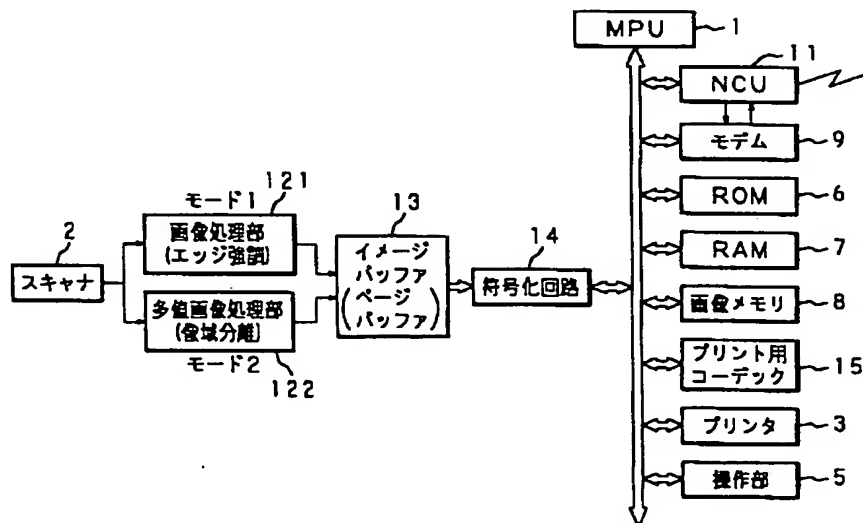 MPU
1
11
NCU
モデム
9
ROM
6
RAM
7
画像メモリ
8
プリント用
コーデック
15
プリンタ
3
操作部
5
2
スキャナ
モード1
121
画像処理部
(エッジ強調)
多値画像処理部
(像域分離)
モード2
122
13
イメージ
バッファ
(ページ
バッファ)
14
符号化回路